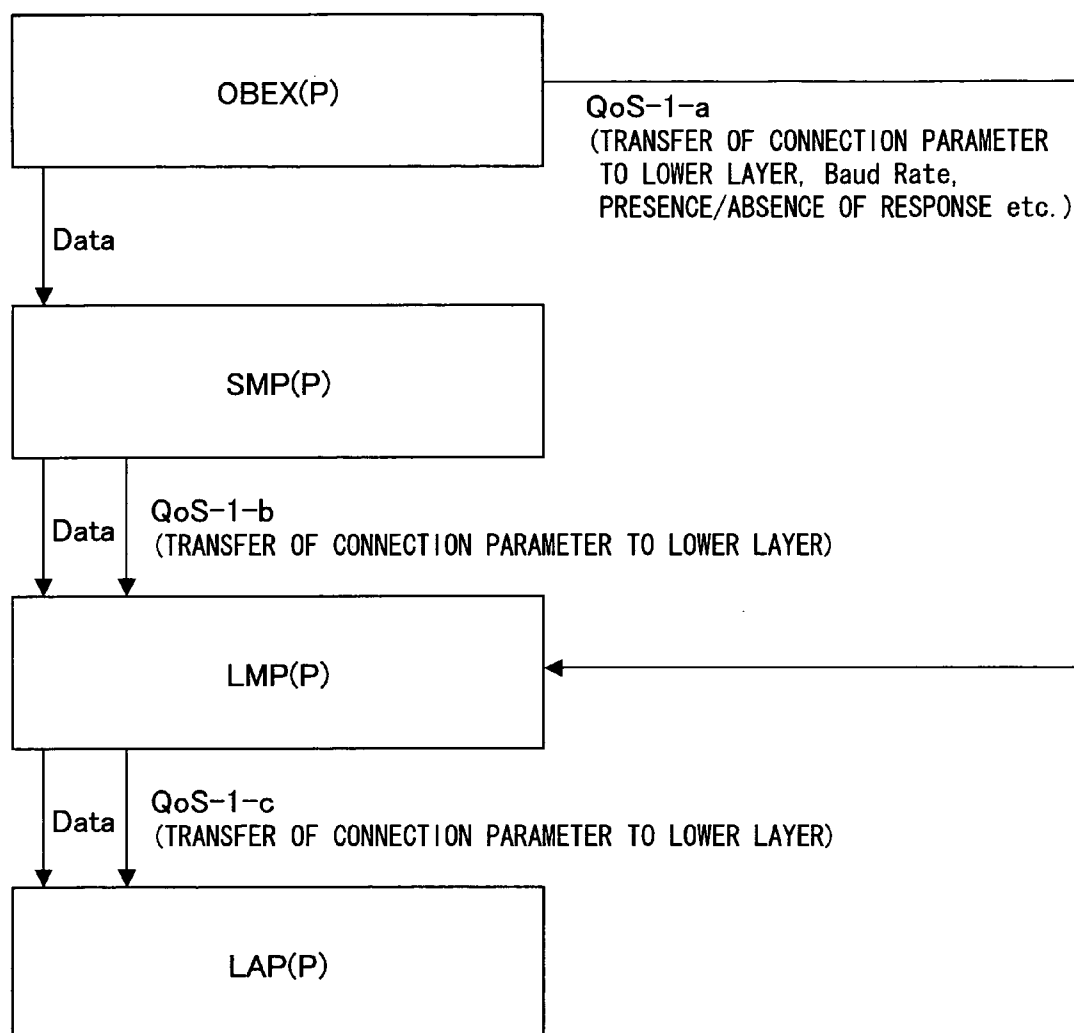 OBEX(P)
QoS-1-a
(TRANSFER OF CONNECTION PARAMETER
TO LOWER LAYER, Baud Rate,
PRESENCE/ABSENCE OF RESPONSE etc.)
Data
SMP(P)
Data
QoS-1-b
(TRANSFER OF CONNECTION PARAMETER TO LOWER LAYER)
LMP(P)
Data
QoS-1-c
(TRANSFER OF CONNECTION PARAMETER TO LOWER LAYER)
LAP(P)